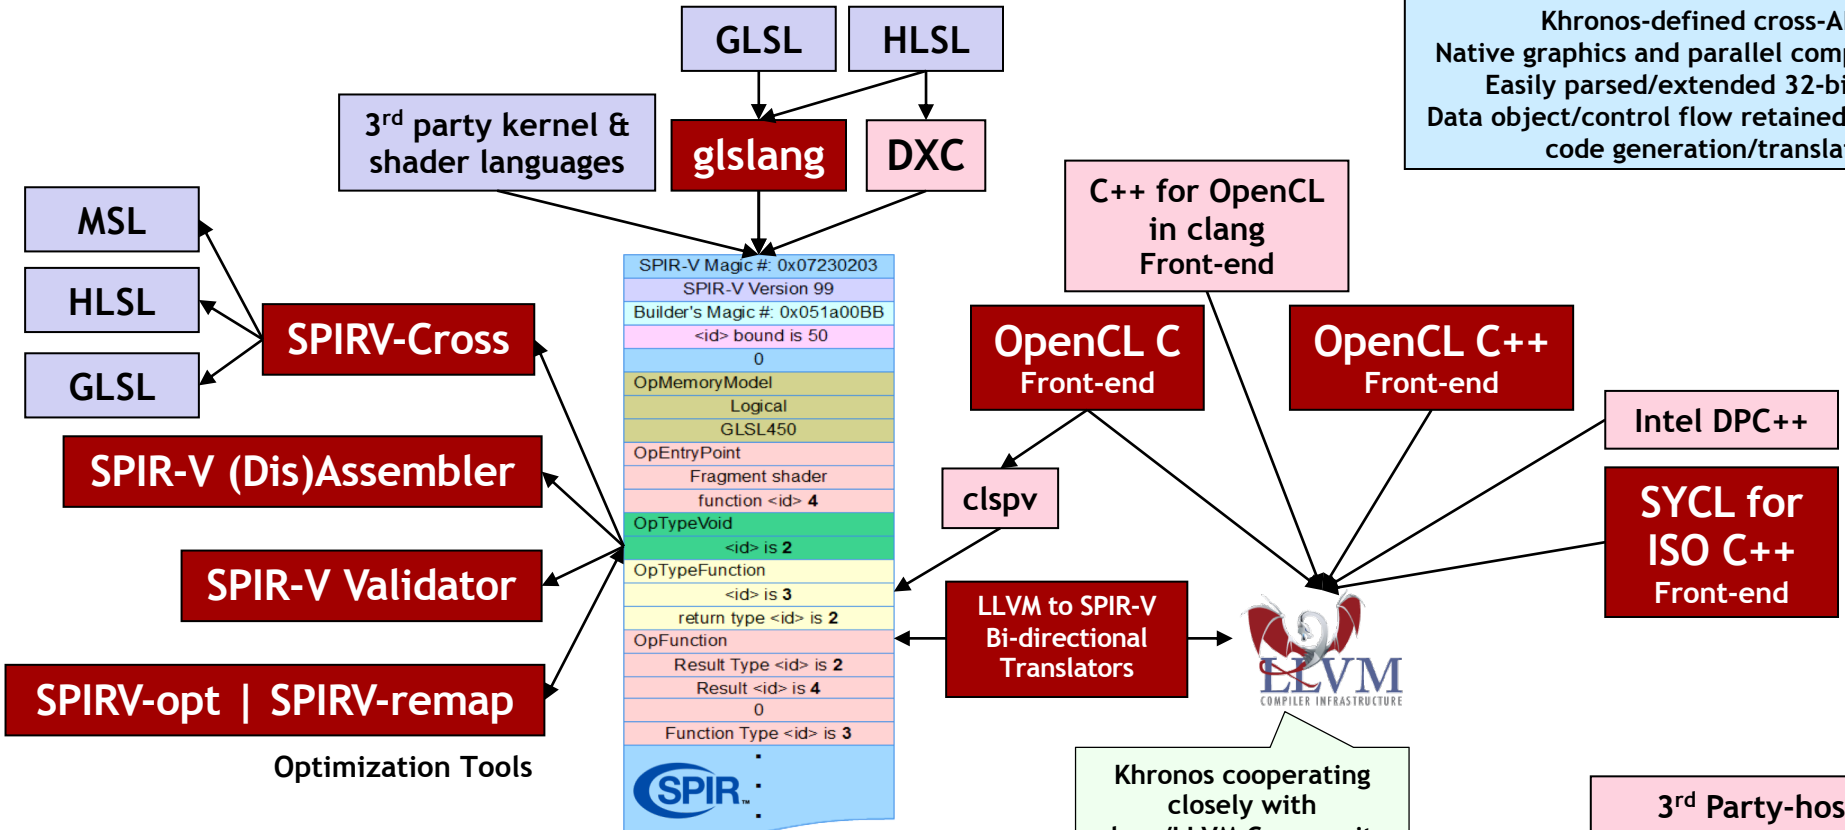 GLSL
HLSL
Khronos-defined cross-A
Native graphics and parallel comp
Easily parsed/extended 32-bi
Data object/control flow retained
code generation/transla
3rd party kernel &
shader languages
glslang
DXC
C++ for OpenCL
in clang
Front-end
MSL
HLSL
GLSL
SPIRV-Cross
SPIR-V (Dis)Assembler
SPIR-V Validator
SPIRV-opt | SPIRV-remap
Optimization Tools
SPIR-V Magic #: 0x07230203
SPIR-V Version 99
Builder's Magic #: 0x051a00BB
<id> bound is 50
0
OpMemoryModel
Logical
GLSL450
OpEntryPoint
Fragment shader
function <id> 4
OpTypeVoid
<id> is 2
OpTypeFunction
<id> is 3
return type <id> is 2
OpFunction
Result Type <id> is 2
Result <id> is 4
0
Function Type <id> is 3
SPIR™
OpenCL C
Front-end
OpenCL C++
Front-end
clspv
Intel DPC++
SYCL for
ISO C++
Front-end
LLVM to SPIR-V
Bi-directional
Translators
LLVM
COMPILER INFRASTRUCTURE
Khronos cooperating
closely with
3rd Party-hos